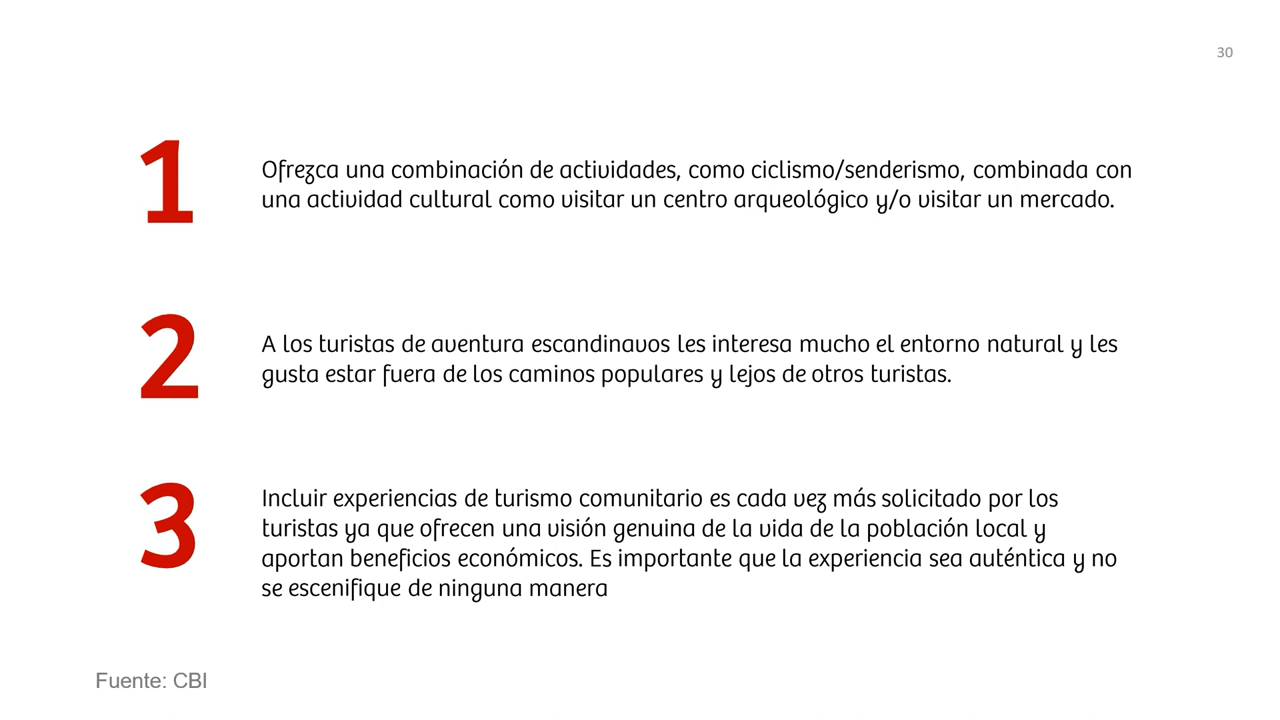 30
1
Ofrezca una combinación de actividades, como ciclismo/senderismo, combinada con
una actividad cultural como visitar un centro arqueológico y/o visitar un mercado.
2
A los turistas de aventura escandinavos les interesa mucho el entorno natural y les
gusta estar fuera de los caminos populares y lejos de otros turistas.
3
Incluir experiencias de turismo comunitario es cada vez más solicitado por los
turistas ya que ofrecen una visión genuina de la vida de la población local y
aportan beneficios económicos. Es importante que la experiencia sea auténtica y no
se escenifique de ninguna manera
Fuente: CBI